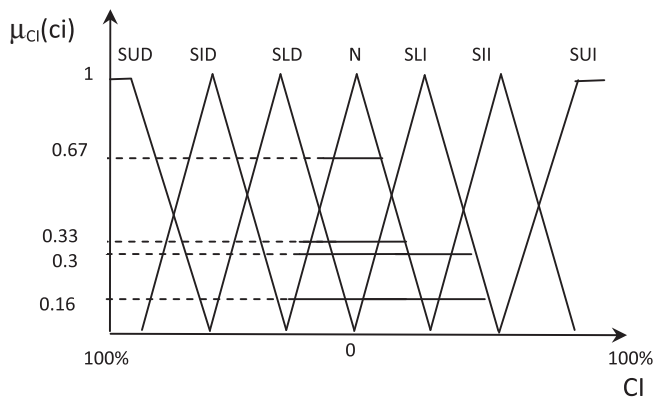 μCI(ci)
SUD SID SLD N SLI SII SUI
1
0.67
0.33
0.3
0.16
100% 0 100%
CI